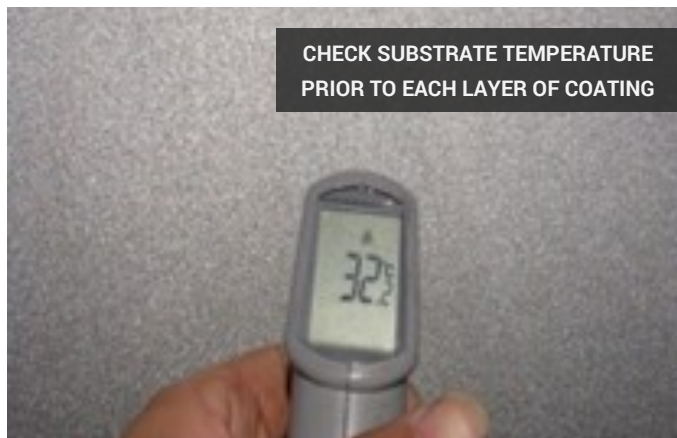 CHECK SUBSTRATE TEMPERATURE
PRIOR TO EACH LAYER OF COATING
32